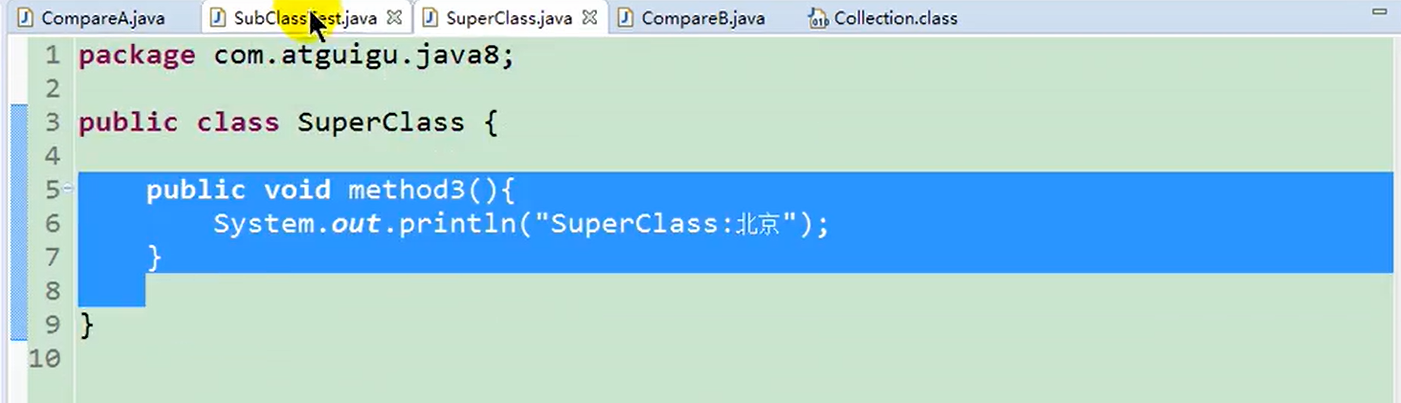 CompareA.java SubClassTest.java SuperClass.java CompareB.java Collection.class
1 package com.atguigu.java8;
2
3 public class SuperClass {
4
5 public void method3(){
6 System.out.println("SuperClass:北京");
7 }
8
9 }
10